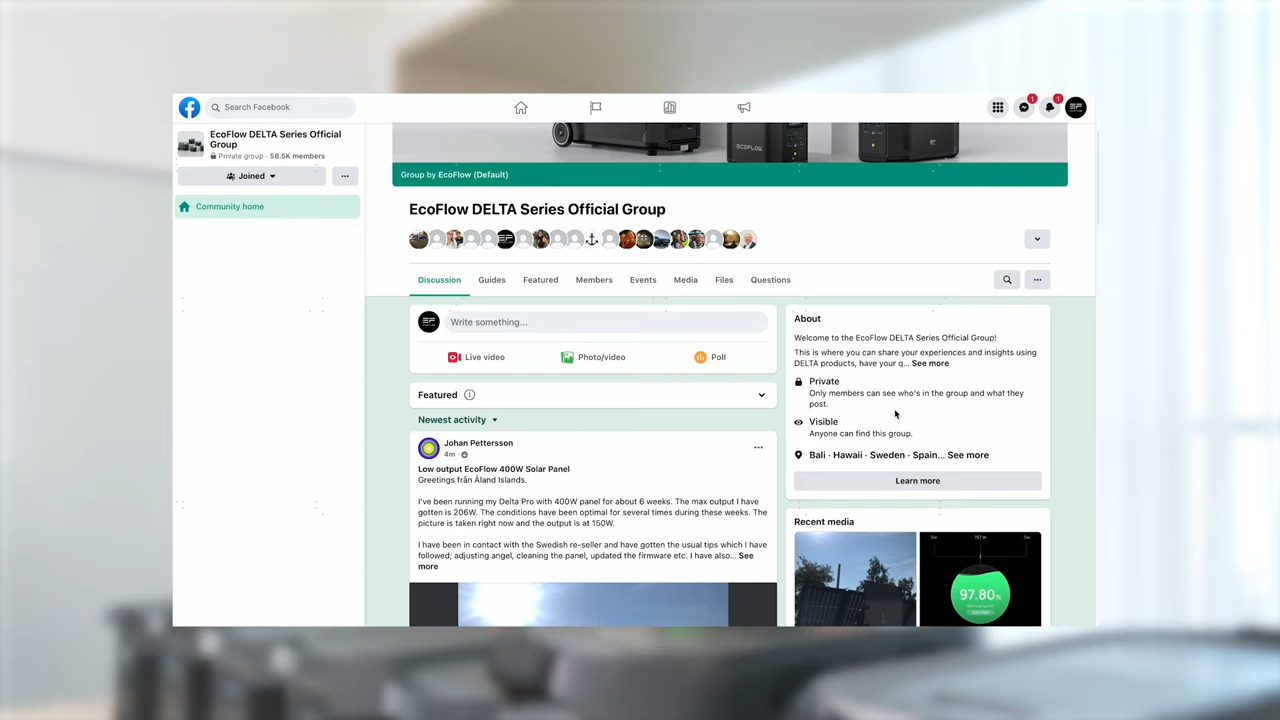 Search Facebook
1
1
EcoFlow DELTA Series Official
Group
Private group · 58.5K members
Joined
Community home
ECOFLOW
Group by EcoFlow (Default)
EcoFlow DELTA Series Official Group
Discussion Guides Featured Members Events Media Files Questions
Write something...
Live video Photo/video Poll
Featured
Newest activity
Johan Pettersson
4m ·
Low output EcoFlow 400W Solar Panel
Greetings från Åland Islands.
I've been running my Delta Pro with 400W panel for about 6 weeks. The max output I have
gotten is 206W. The conditions have been optimal for several times during these weeks. The
picture is taken right now and the output is at 150W.
I have been in contact with the Swedish re-seller and have gotten the usual tips which I have
followed; adjusting angel, cleaning the panel, updated the firmware etc. I have also... See
more
About
Welcome to the EcoFlow DELTA Series Official Group!
This is where you can share your experiences and insights using
DELTA products, have your q... See more
Private
Only members can see who's in the group and what they
post.
Visible
Anyone can find this group.
Bali · Hawaii · Sweden · Spain... See more
Learn more
Recent media
197 W
97.80%